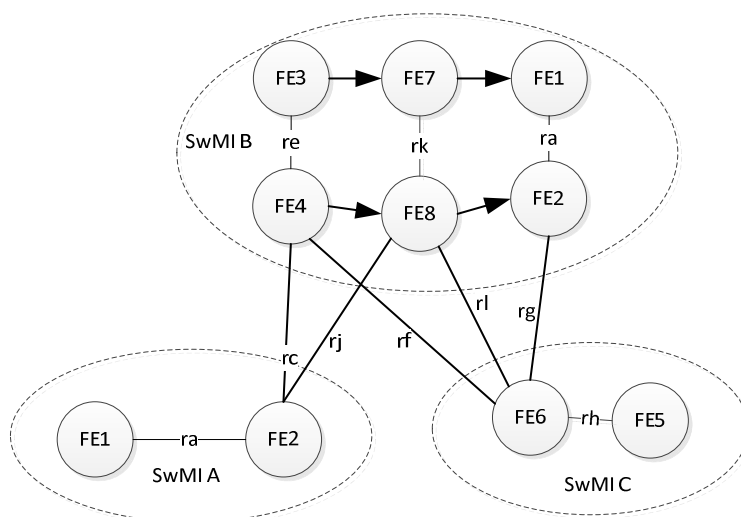 FE3 FE7 FE1
SwMI B re rk ra
FE4 FE8 FE2
rc rj rf rl rg
FE1 ra FE2
SwMI A
FE6 rh FE5
SwMI C